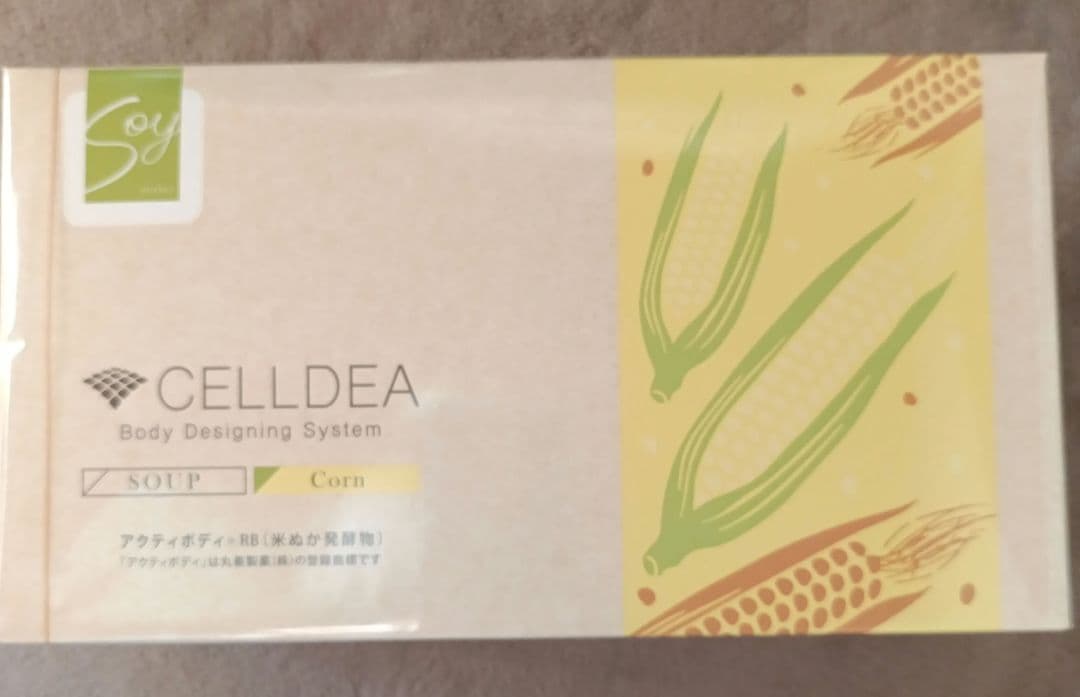 Soy
CELLDEA
Body Designing System
SOUP
Corn
アクティボディ®RB(米ぬか発酵物)
「アクティボディ」は丸善製薬(株)の登録商標です